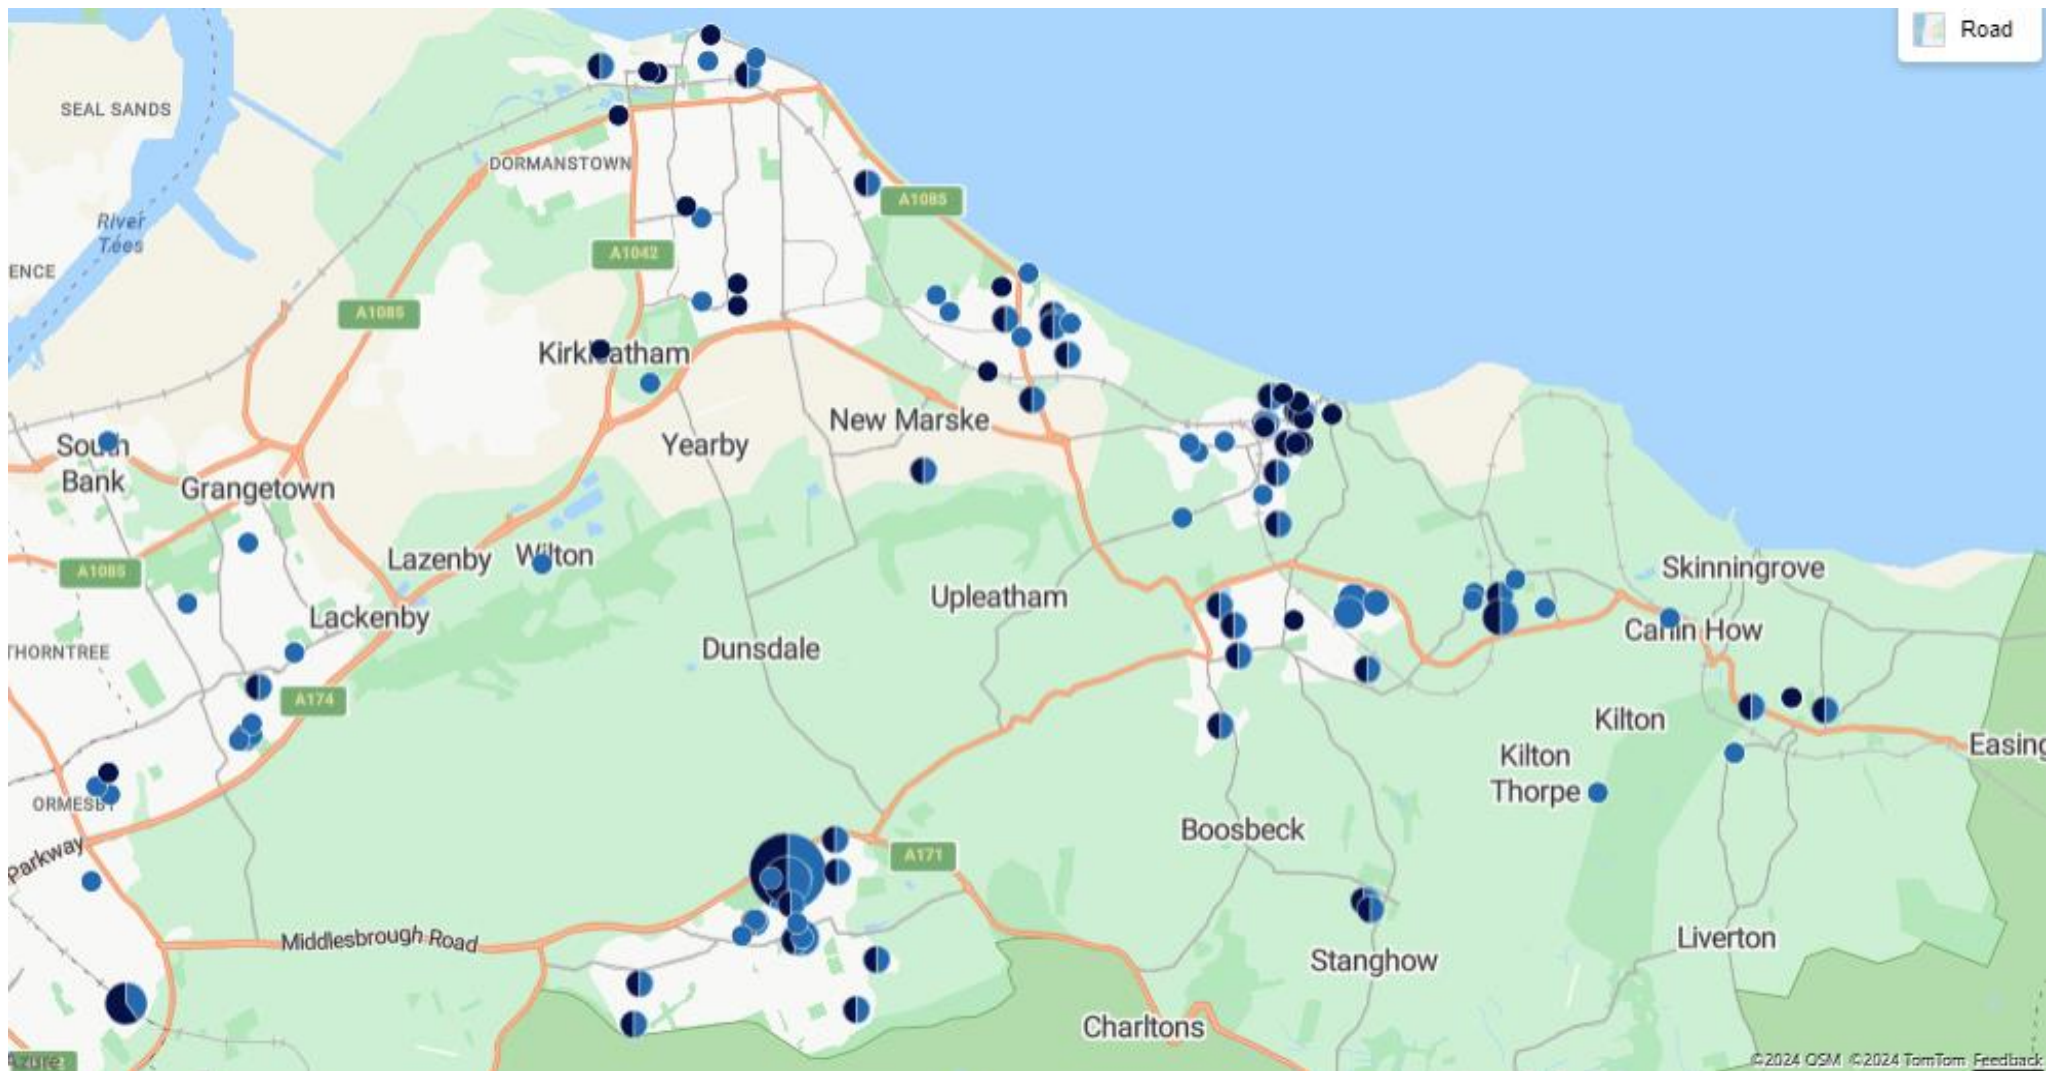 Road
SEAL SANDS
DORMANSTOWN
River
Tees
A1085
A1042
ENCE
A1085
Kirkleatham
New Marske
South
Bank
Yearby
Grangetown
Lazenby
Wilton
A1085
Skinningrove
Upleatham
Lackenby
Carlin How
THORNTREE
Dunsdale
A174
Kilton
Easing
Kilton
Thorpe
ORMESBY
Boosbeck
Parkway
A171
Middlesbrough Road
Liverton
Stanghow
Charltons
©2024 OSM ©2024 TomTom Feedback